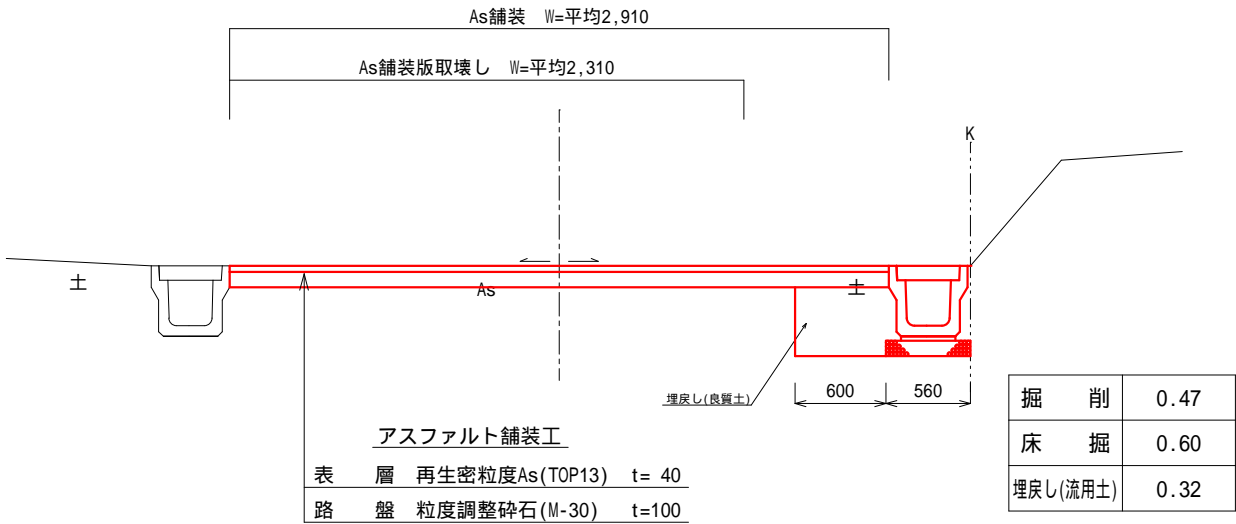 As舗装 W=平均2,910
As舗装版取壊し W=平均2,310
K
土
As
土
埋戻し(良質土)
600
560
アスファルト舗装工
表 層 再生密粒度As(TOP13) t= 40
路 盤 粒度調整砕石(M-30) t=100
掘 削 0.47
床 掘 0.60
埋戻し(流用土) 0.32